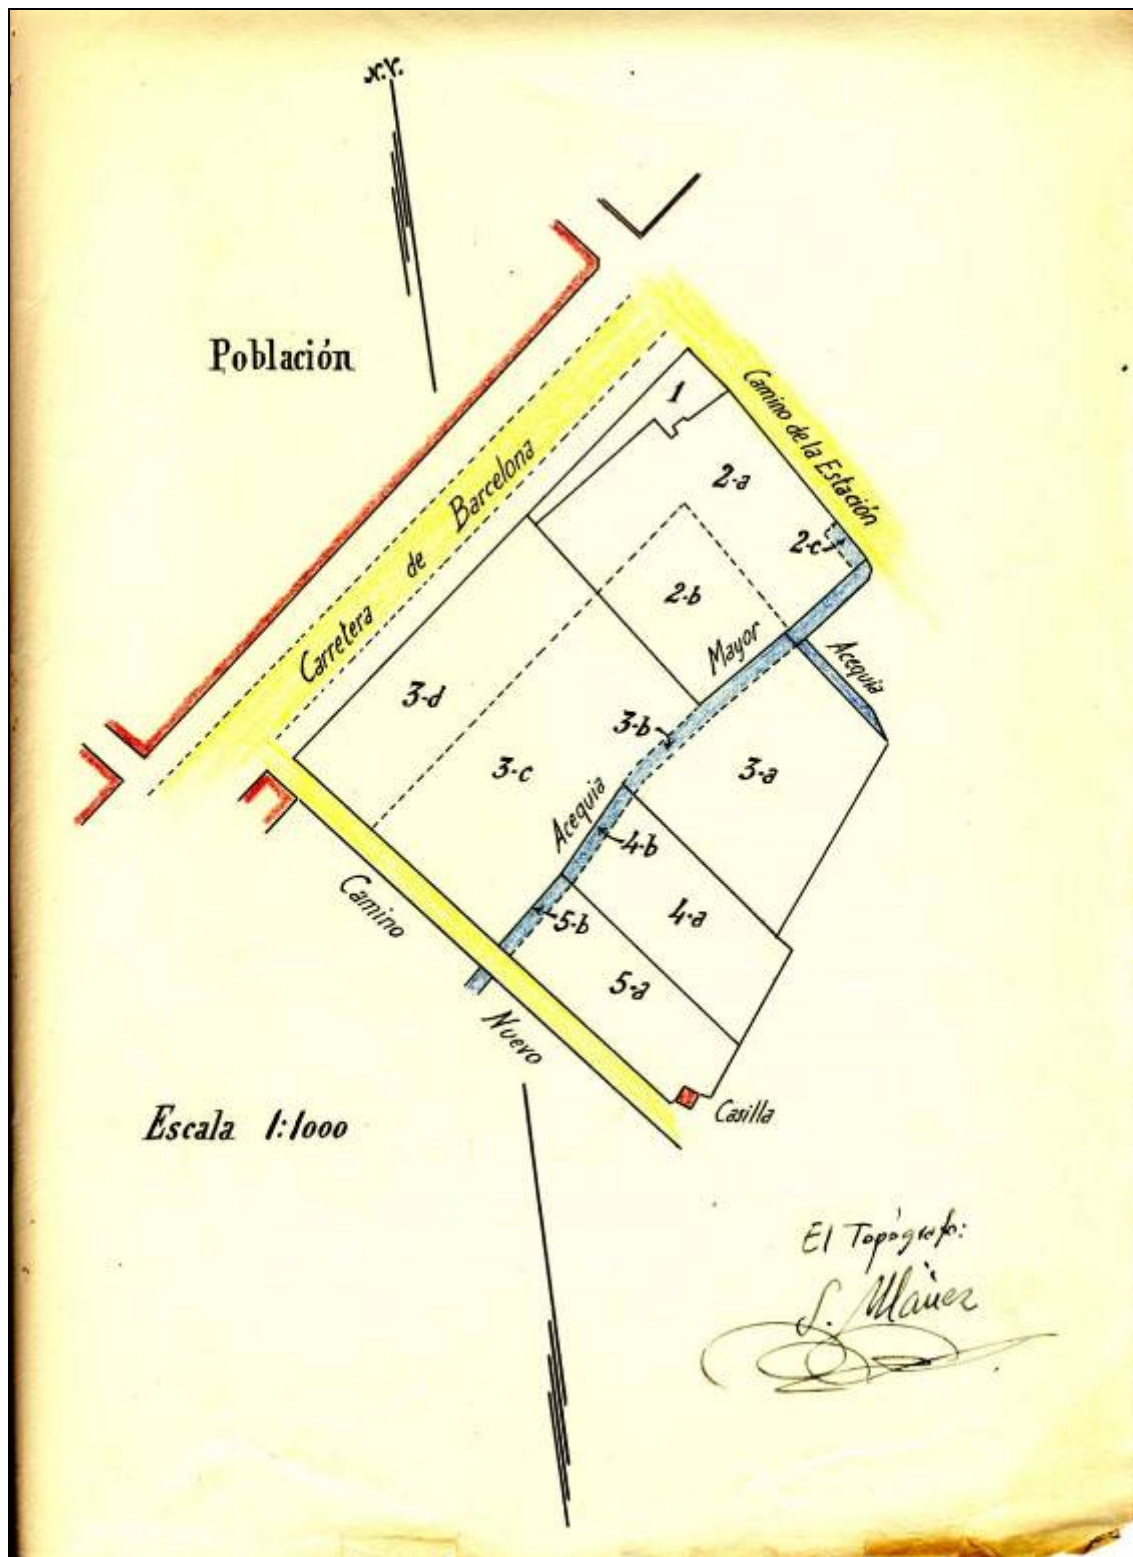 N.V.
Población
1
Camino de la Estación
2-a
Carretera de Barcelona
2-c
2-b
Mayor
Acequia
3-d
3-b
3-c
3-a
Acequia
4-b
Camino
4-a
5-b
5-a
Nuevo
Casilla
Escala 1:1000
El Topógrafo: